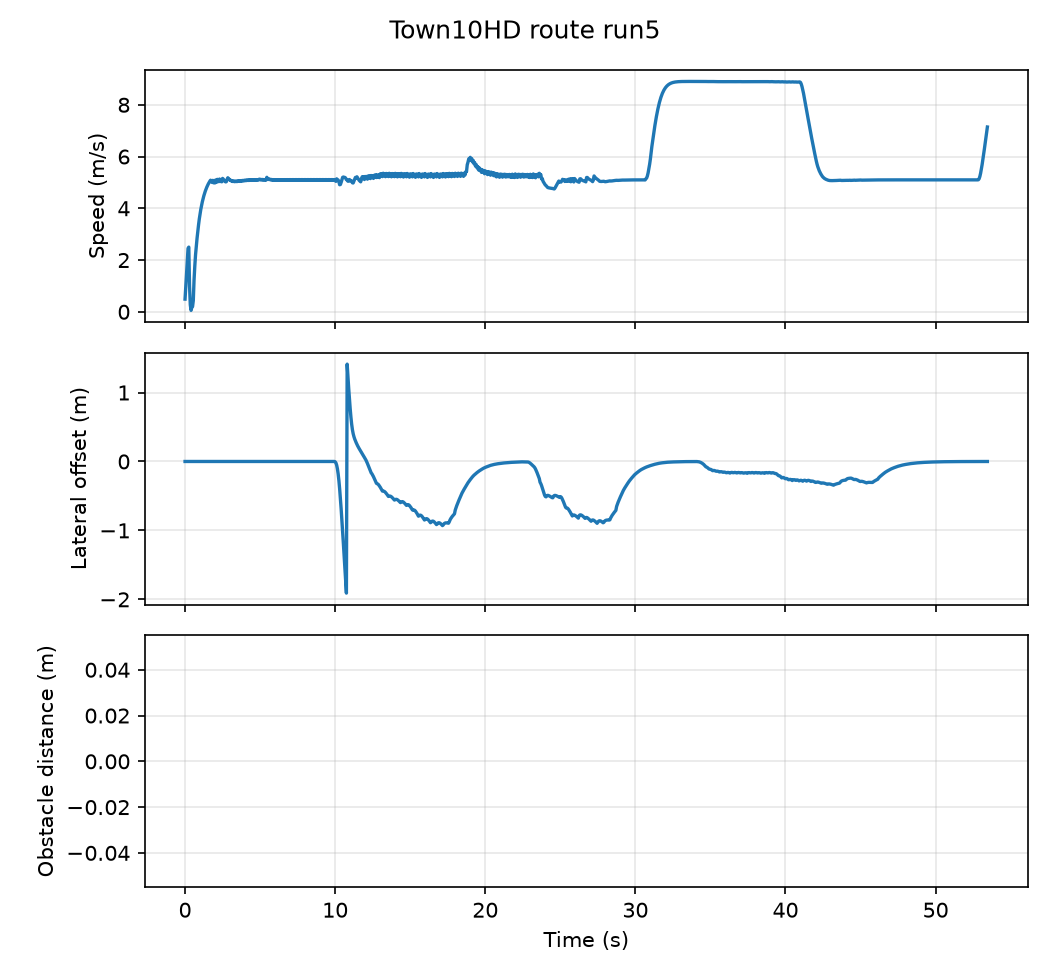 Town10HD route run5
Speed (m/s)
8
6
4
2
0
Lateral offset (m)
1
0
−1
−2
Obstacle distance (m)
0.04
0.02
0.00
−0.02
−0.04
0 10 20 30 40 50
Time (s)